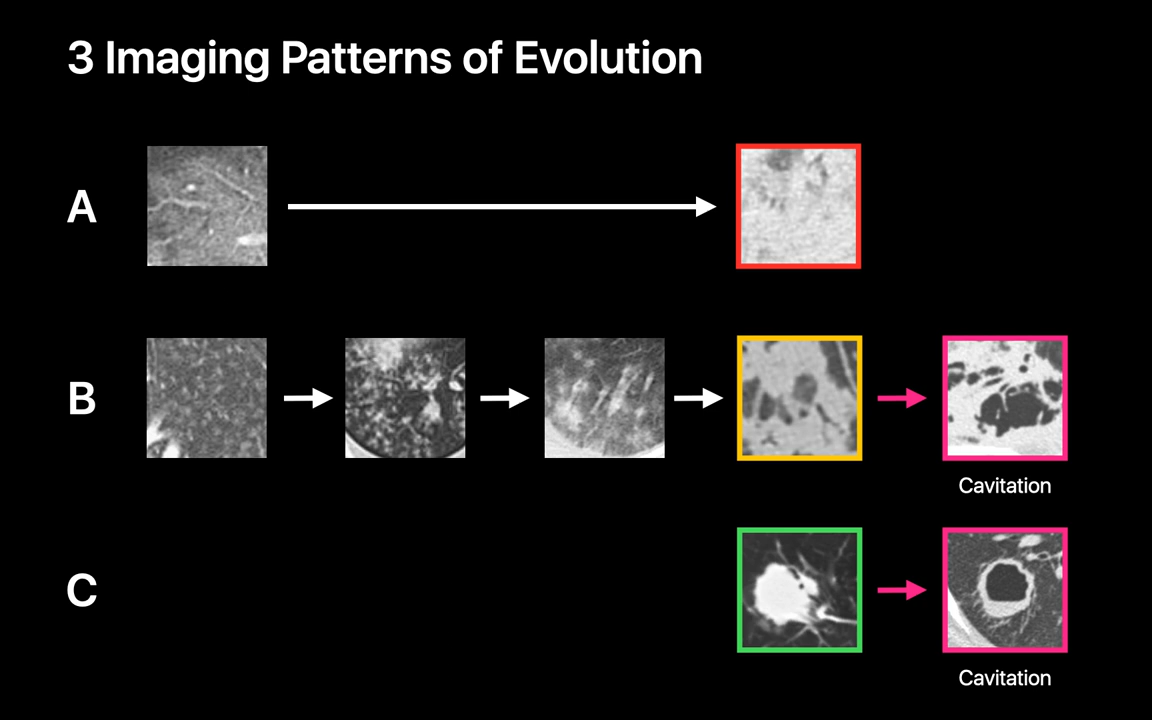 3 Imaging Patterns of Evolution
A
B
Cavitation
C
Cavitation